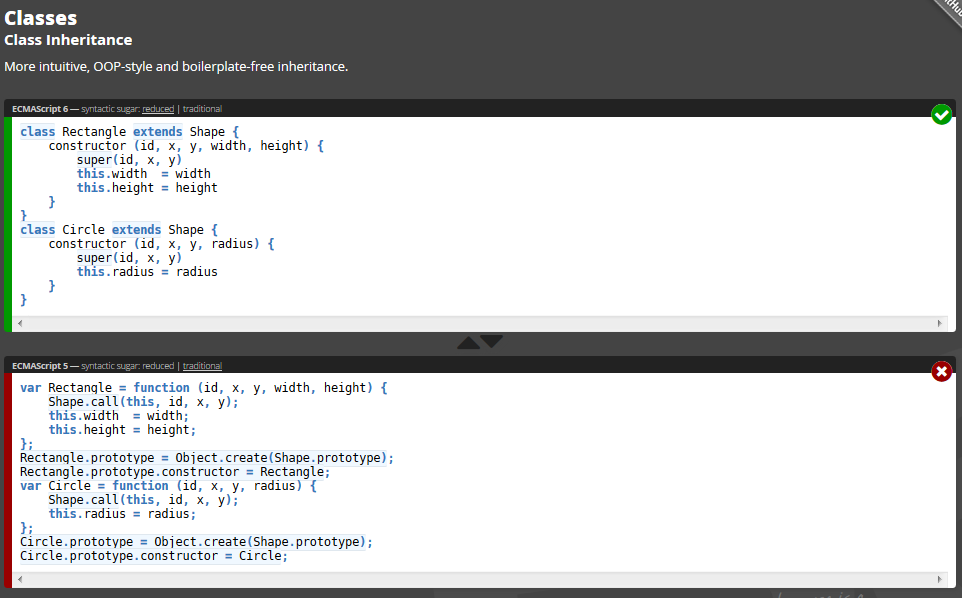 Classes
Class Inheritance
More intuitive, OOP-style and boilerplate-free inheritance.
ECMAScript 6 — syntactic sugar: reduced | traditional
class Rectangle extends Shape {
    constructor (id, x, y, width, height) {
        super(id, x, y)
        this.width  = width
        this.height = height
    }
}
class Circle extends Shape {
    constructor (id, x, y, radius) {
        super(id, x, y)
        this.radius = radius
    }
}
ECMAScript 5 — syntactic sugar: reduced | traditional
var Rectangle = function (id, x, y, width, height) {
    Shape.call(this, id, x, y);
    this.width  = width;
    this.height = height;
};
Rectangle.prototype = Object.create(Shape.prototype);
Rectangle.prototype.constructor = Rectangle;
var Circle = function (id, x, y, radius) {
    Shape.call(this, id, x, y);
    this.radius = radius;
};
Circle.prototype = Object.create(Shape.prototype);
Circle.prototype.constructor = Circle;